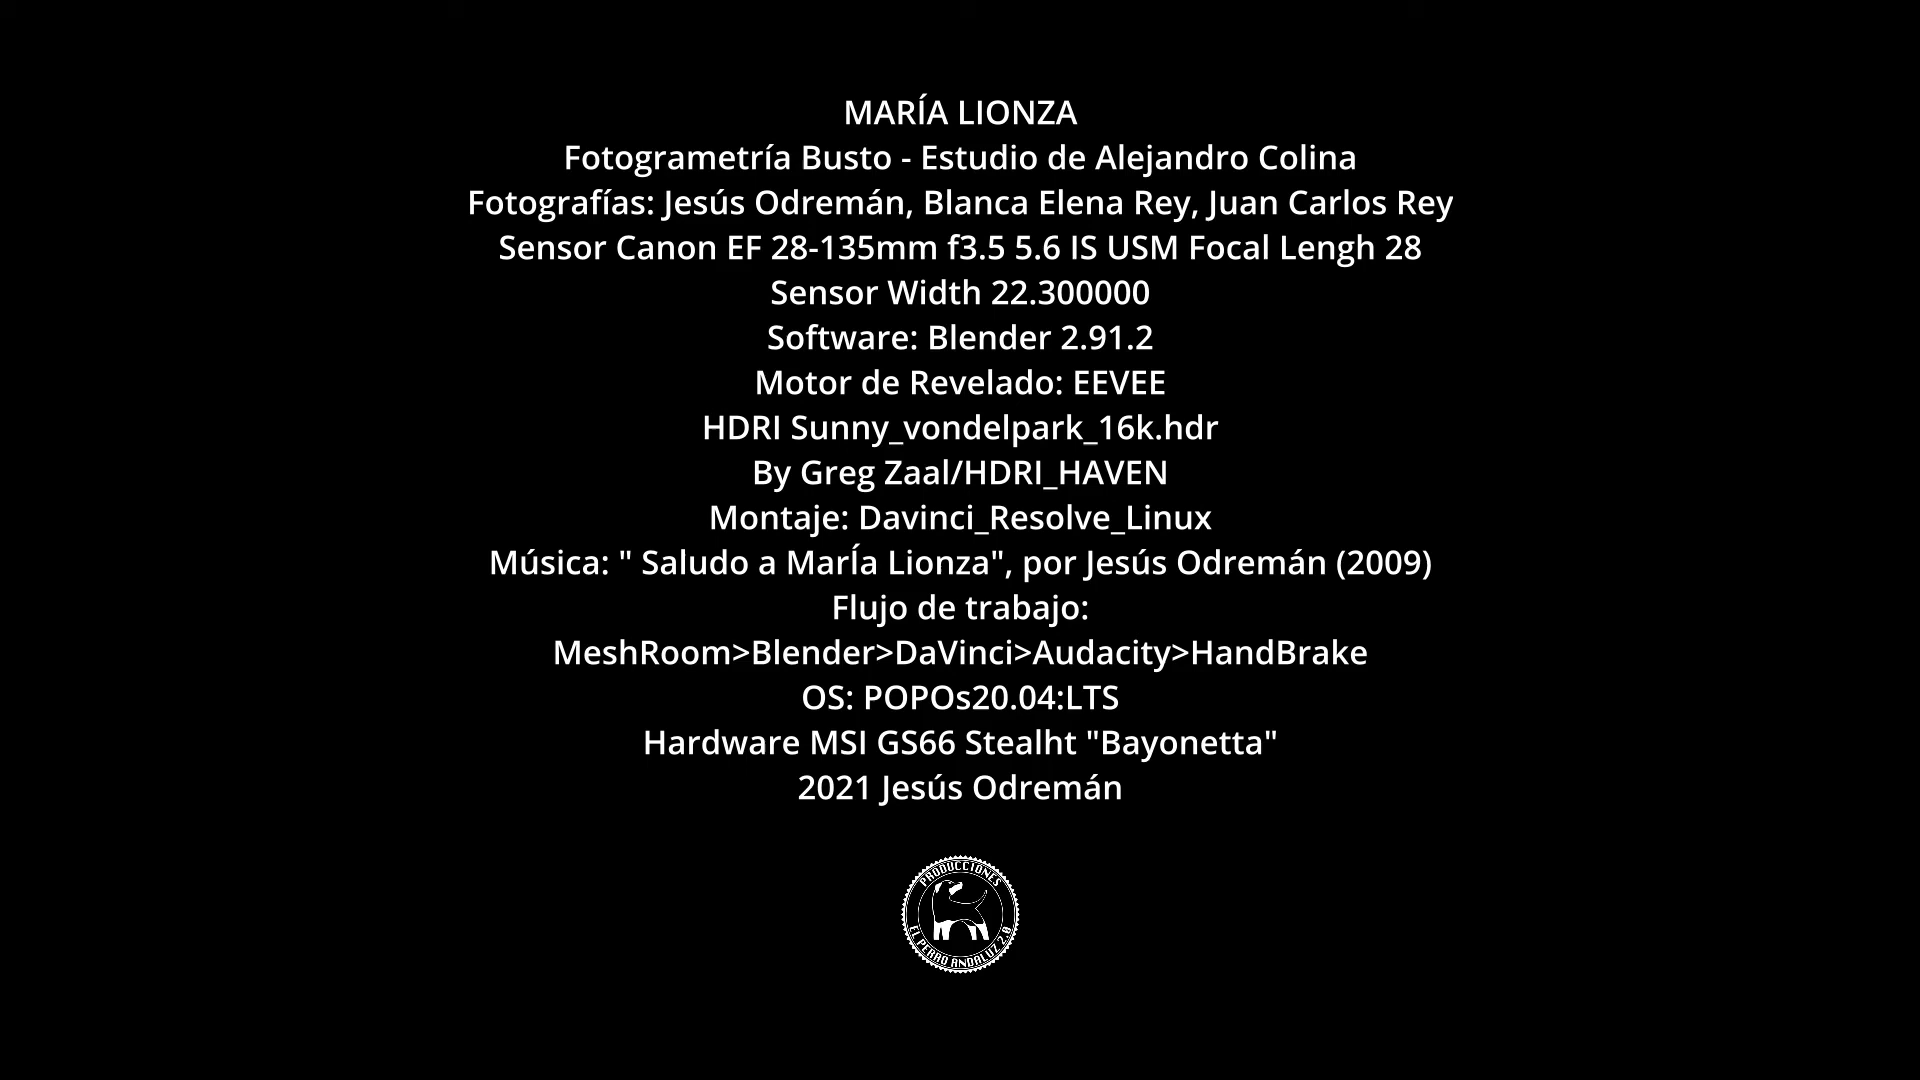 MARÍA LIONZA
Fotogrametría Busto - Estudio de Alejandro Colina
Fotografías: Jesús Odremán, Blanca Elena Rey, Juan Carlos Rey
Sensor Canon EF 28-135mm f3.5 5.6 IS USM Focal Lengh 28
Sensor Width 22.300000
Software: Blender 2.91.2
Motor de Revelado: EEVEE
HDRI Sunny_vondelpark_16k.hdr
By Greg Zaal/HDRI_HAVEN
Montaje: Davinci_Resolve_Linux
Música: " Saludo a MarÍa Lionza", por Jesús Odremán (2009)
Flujo de trabajo:
MeshRoom>Blender>DaVinci>Audacity>HandBrake
OS: POPOs20.04:LTS
Hardware MSI GS66 Stealht "Bayonetta"
2021 Jesús Odremán
PRODUCCIONES
EL PERRO ANDALUZ 2.0